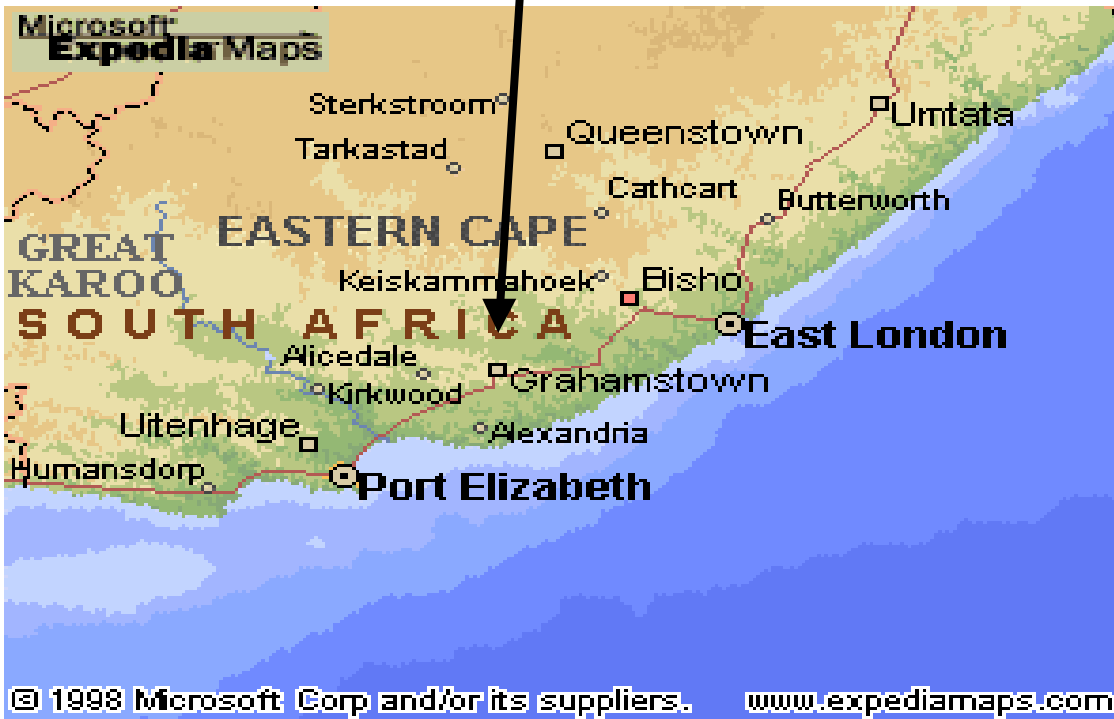 Microsoft
Expedia Maps
Sterkstroom
Umtata
Queenstown
Tarkastad
Cathcart
Butterworth
EASTERN CAPE
GREAT
KAROO
Keiskammahoek
Bisho
SOUTH AFRICA
East London
Alicedale
Grahamstown
Kirkwood
Uitenhage
Alexandria
Humansdorp
Port Elizabeth
© 1998 Microsoft Corp and/or its suppliers. www.expediamaps.com